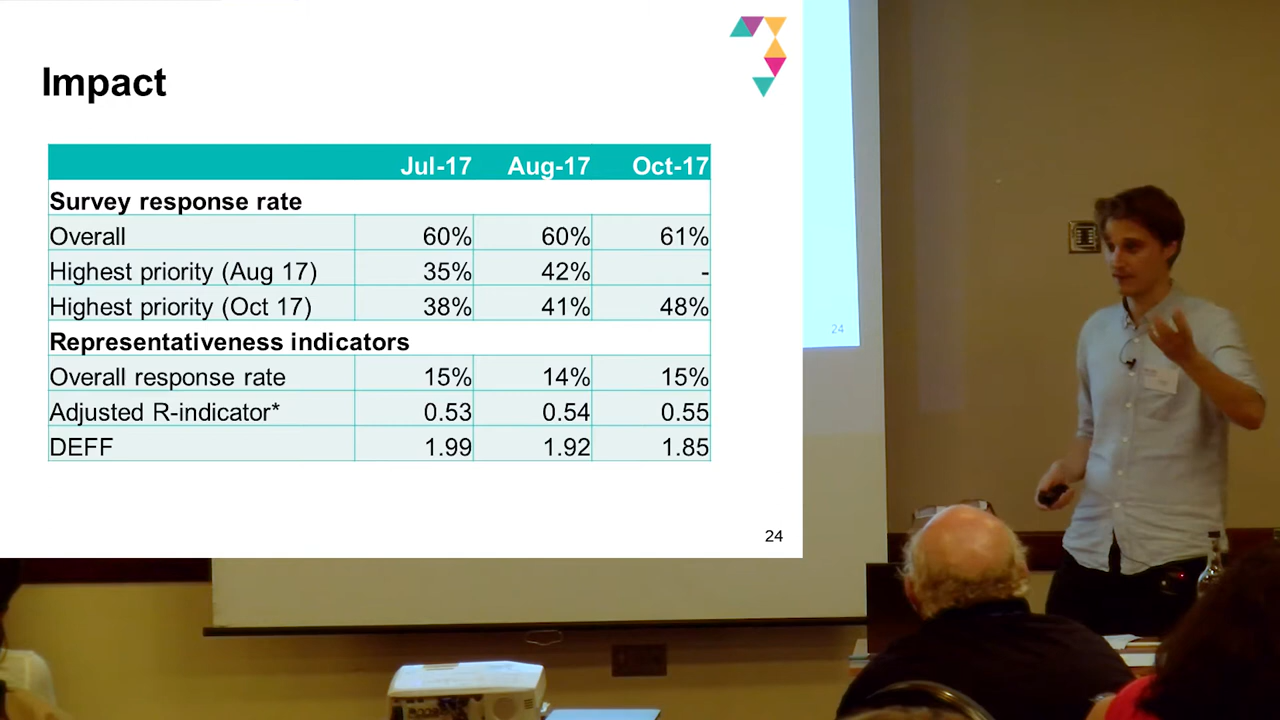 Impact
Jul-17 Aug-17 Oct-17
Survey response rate
Overall 60% 60% 61%
Highest priority (Aug 17) 35% 42% -
Highest priority (Oct 17) 38% 41% 48%
Representativeness indicators
Overall response rate 15% 14% 15%
Adjusted R-indicator* 0.53 0.54 0.55
DEFF 1.99 1.92 1.85
24
24